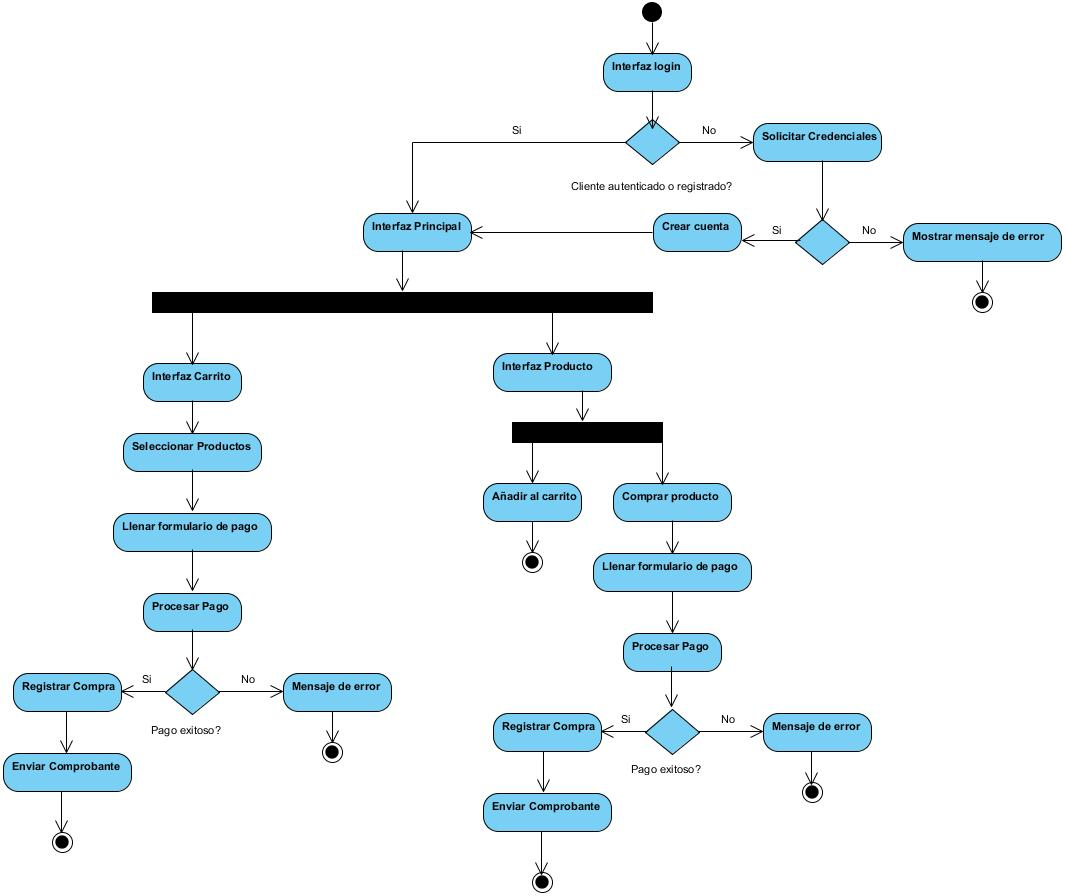 Interfaz login
Si
No
Solicitar Credenciales
Cliente autenticado o registrado?
Interfaz Principal
Crear cuenta
Si
No
Mostrar mensaje de error
Interfaz Carrito
Interfaz Producto
Seleccionar Productos
Añadir al carrito
Comprar producto
Llenar formulario de pago
Llenar formulario de pago
Procesar Pago
Procesar Pago
Registrar Compra
Si
No
Mensaje de error
Pago exitoso?
Registrar Compra
Si
No
Mensaje de error
Enviar Comprobante
Pago exitoso?
Enviar Comprobante